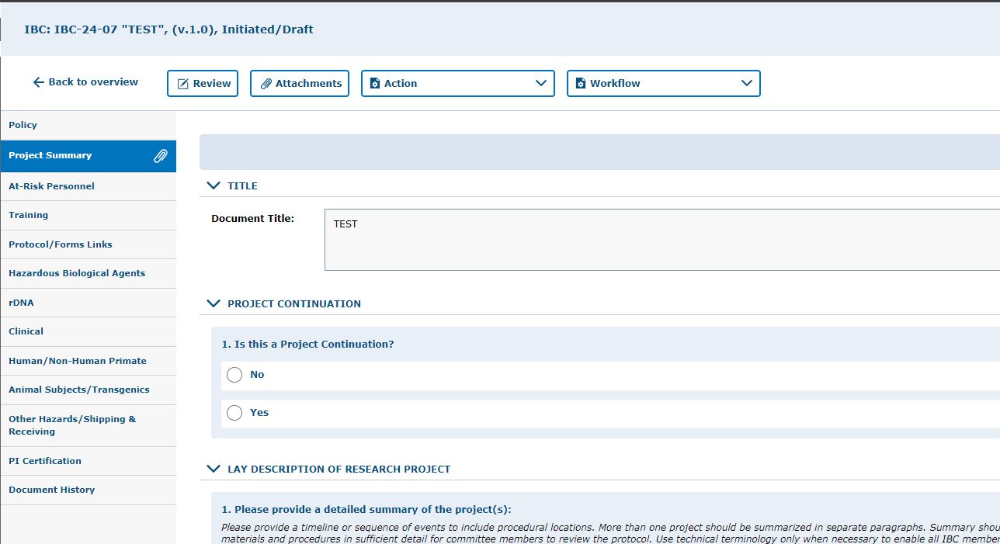 IBC: IBC-24-07 "TEST", (v.1.0), Initiated/Draft
Back to overview
Review
Attachments
Action
Workflow
Policy
Project Summary
At-Risk Personnel
Training
Protocol/Forms Links
Hazardous Biological Agents
rDNA
Clinical
Human/Non-Human Primate
Animal Subjects/Transgenics
Other Hazards/Shipping &
Receiving
PI Certification
Document History
TITLE
Document Title:
TEST
PROJECT CONTINUATION
1. Is this a Project Continuation?
No
Yes
LAY DESCRIPTION OF RESEARCH PROJECT
1. Please provide a detailed summary of the project(s):
Please provide a timeline or sequence of events to include procedural locations. More than one project should be summarized in separate paragraphs. Summary shou
materials and procedures in sufficient detail for committee members to review the protocol. Use technical terminology only when necessary to enable all IBC member